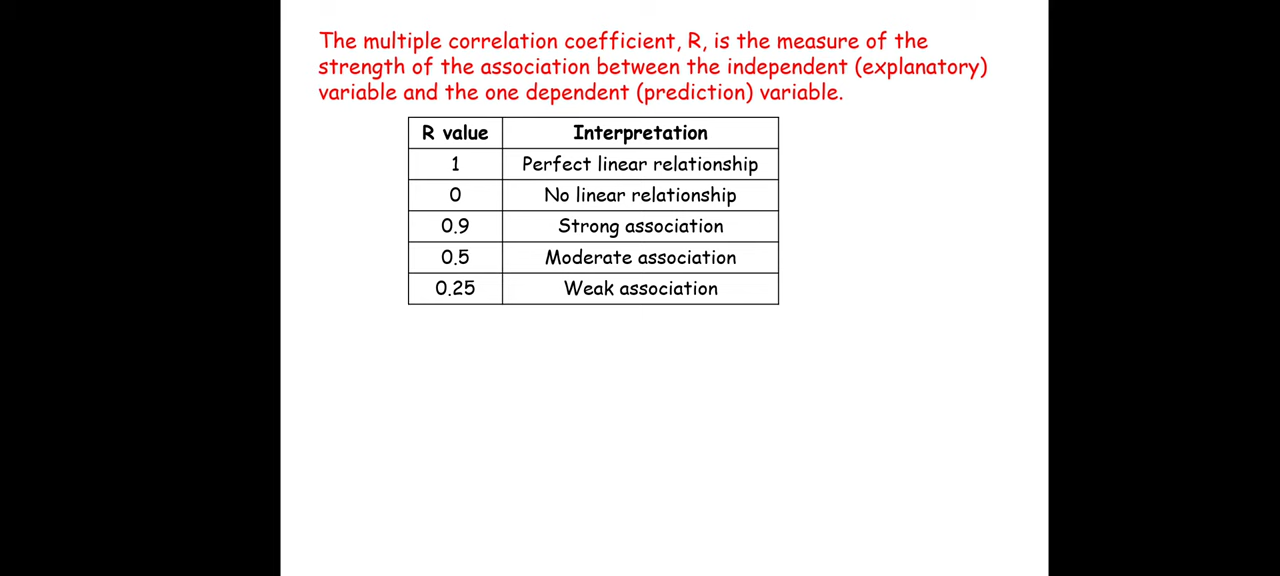 The multiple correlation coefficient, R, is the measure of the
strength of the association between the independent (explanatory)
variable and the one dependent (prediction) variable.
R value Interpretation
1 Perfect linear relationship
0 No linear relationship
0.9 Strong association
0.5 Moderate association
0.25 Weak association